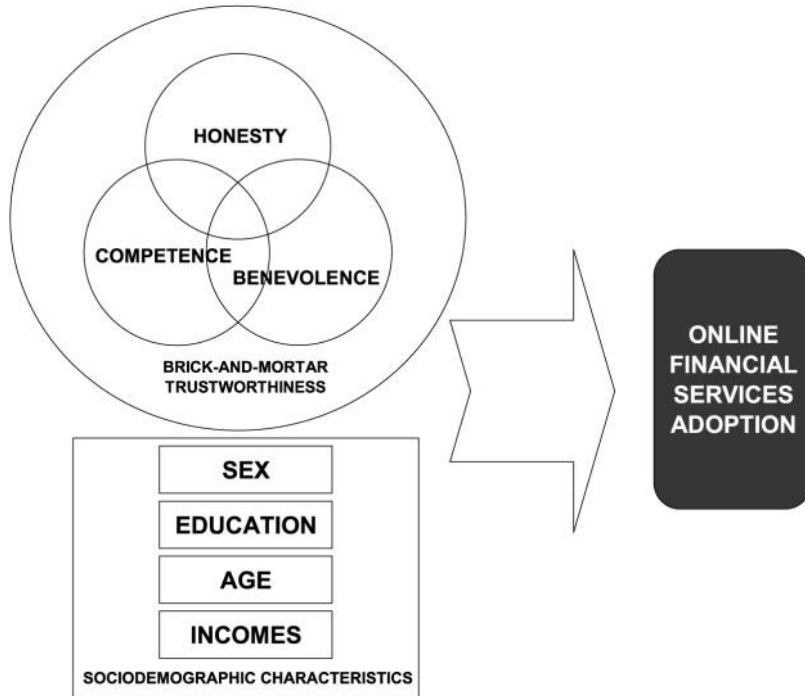 HONESTY
COMPETENCE
BENEVOLENCE
BRICK-AND-MORTAR
TRUSTWORTHINESS
SEX
EDUCATION
AGE
INCOMES
SOCIODEMOGRAPHIC CHARACTERISTICS
ONLINE
FINANCIAL
SERVICES
ADOPTION